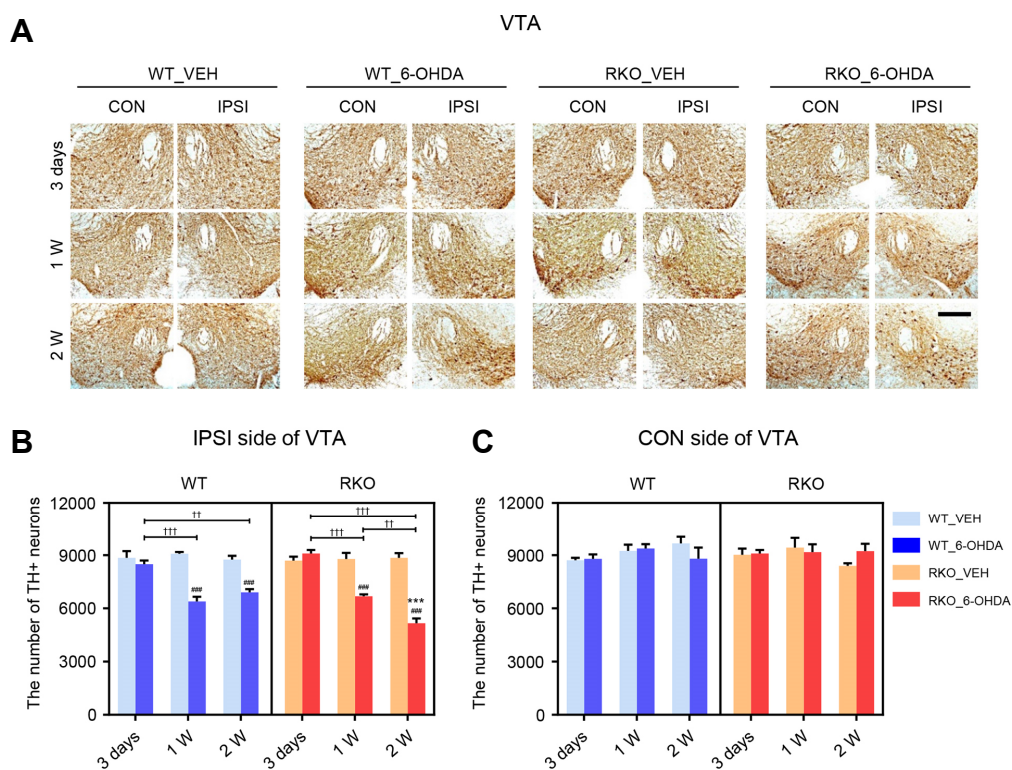 A
VTA
WT_VEH WT_6-OHDA RKO_VEH RKO_6-OHDA
CON IPSI CON IPSI CON IPSI CON IPSI
3 days
1 W
2 W
B
IPSI side of VTA
WT RKO
The number of TH+ neurons
12000
9000
6000
3000
0
††
†††
###
###
†††
†††
††
###
***
###
3 days 1 W 2 W 3 days 1 W 2 W
C
CON side of VTA
WT RKO
The number of TH+ neurons
12000
9000
6000
3000
0
3 days 1 W 2 W 3 days 1 W 2 W
WT_VEH
WT_6-OHDA
RKO_VEH
RKO_6-OHDA